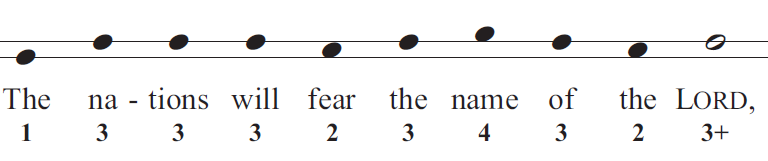 The na - tions will fear the name of the LORD,
1 3 3 3 2 3 4 3 2 3+